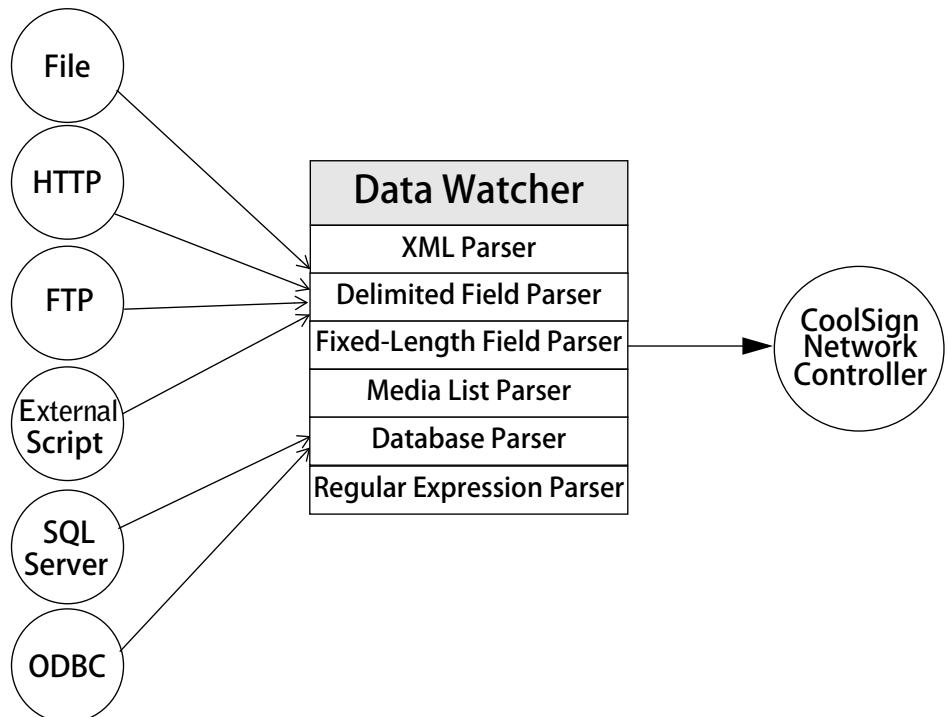 File
HTTP
FTP
External
Script
SQL
Server
ODBC
Data Watcher
XML Parser
Delimited Field Parser
Fixed-Length Field Parser
Media List Parser
Database Parser
Regular Expression Parser
CoolSign
Network
Controller